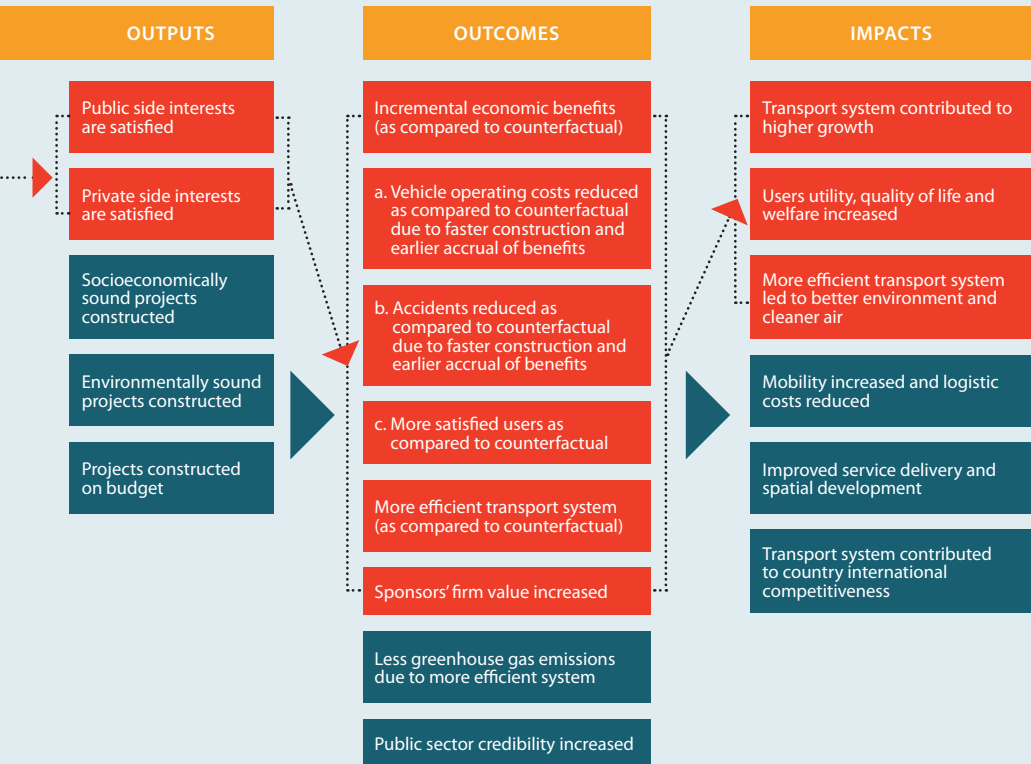 OUTPUTS
Public side interests
are satisfied
Private side interests
are satisfied
Socioeconomically
sound projects
constructed
Environmentally sound
projects constructed
Projects constructed
on budget
OUTCOMES
Incremental economic benefits
(as compared to counterfactual)
a. Vehicle operating costs reduced
as compared to counterfactual
due to faster construction and
earlier accrual of benefits
b. Accidents reduced as
compared to counterfactual
due to faster construction and
earlier accrual of benefits
c. More satisfied users as
compared to counterfactual
More efficient transport system
(as compared to counterfactual)
Sponsors’ firm value increased
Less greenhouse gas emissions
due to more efficient system
Public sector credibility increased
IMPACTS
Transport system contributed to
higher growth
Users utility, quality of life and
welfare increased
More efficient transport system
led to better environment and
cleaner air
Mobility increased and logistic
costs reduced
Improved service delivery and
spatial development
Transport system contributed
to country international
competitiveness